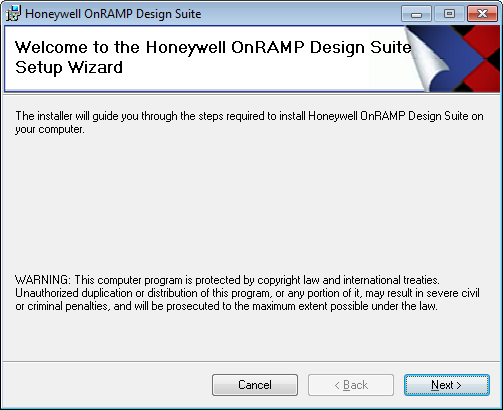 Honeywell OnRAMP Design Suite
Welcome to the Honeywell OnRAMP Design Suite
Setup Wizard
The installer will guide you through the steps required to install Honeywell OnRAMP Design Suite on
your computer.
WARNING: This computer program is protected by copyright law and international treaties.
Unauthorized duplication or distribution of this program, or any portion of it, may result in severe civil
or criminal penalties, and will be prosecuted to the maximum extent possible under the law.
Cancel < Back Next >